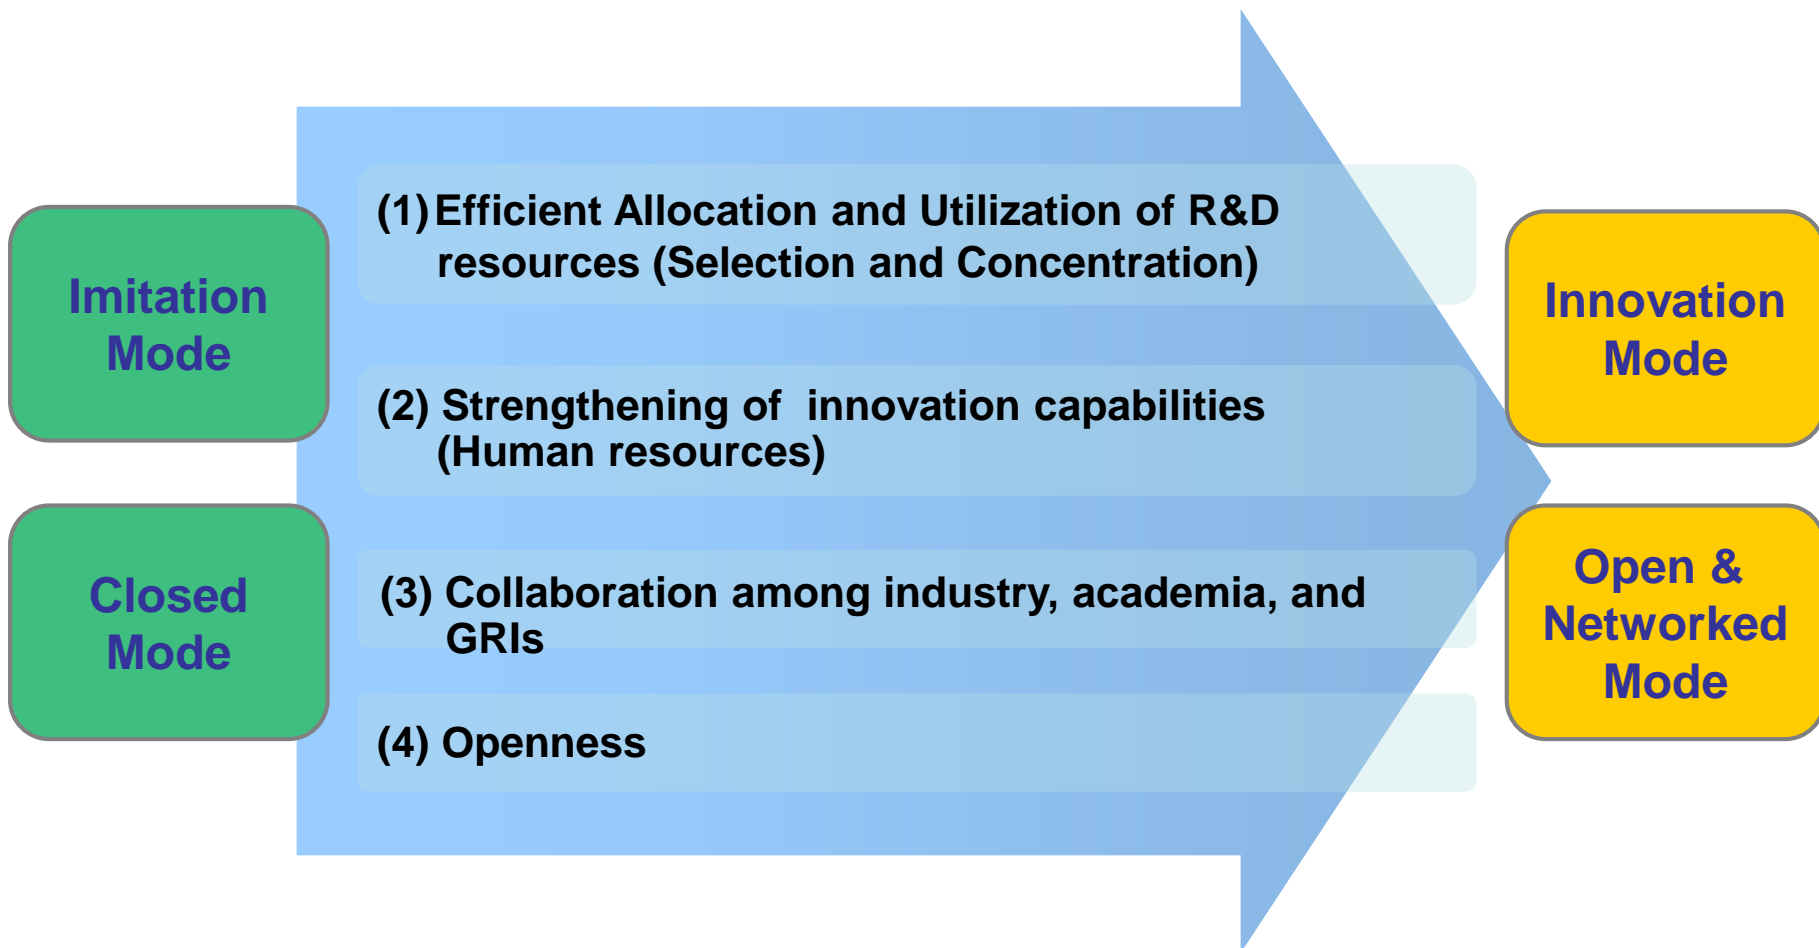 Imitation
Mode
Closed
Mode
(1) Efficient Allocation and Utilization of R&D
resources (Selection and Concentration)
(2) Strengthening of innovation capabilities
(Human resources)
(3) Collaboration among industry, academia, and
GRIs
(4) Openness
Innovation
Mode
Open &
Networked
Mode